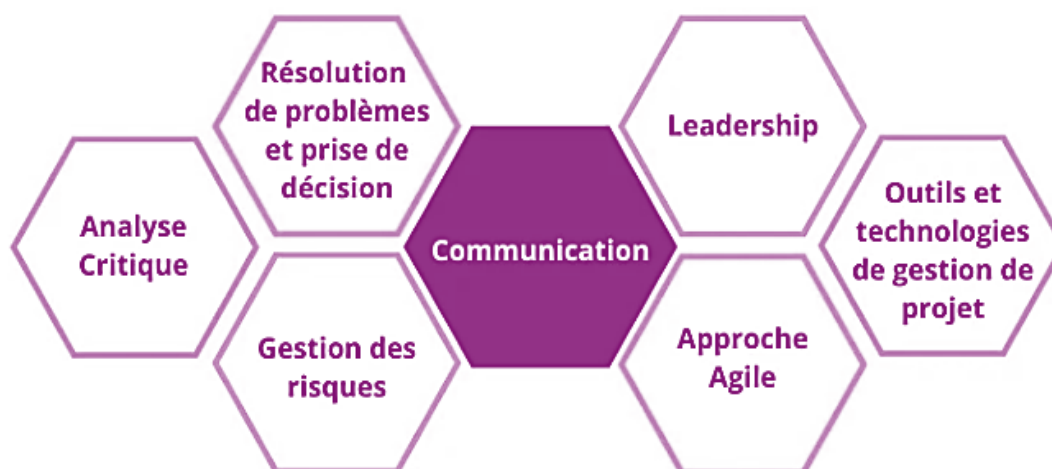 Analyse
Critique
Résolution
de problèmes
et prise de
décision
Gestion des
risques
Communication
Leadership
Approche
Agile
Outils et
technologies
de gestion de
projet